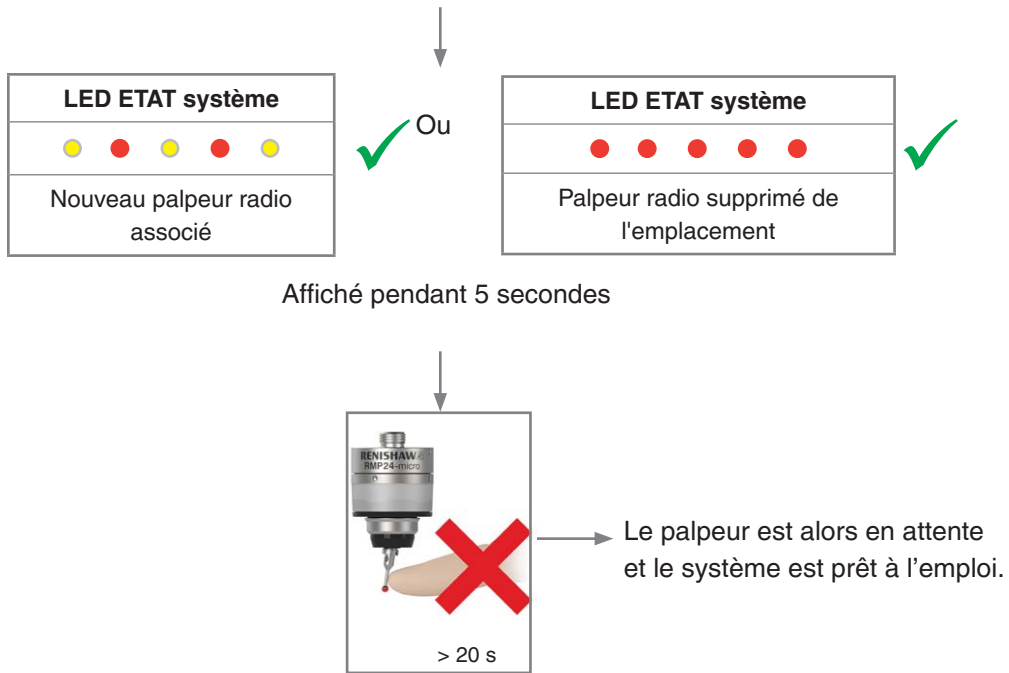 LED ETAT système
Nouveau palpeur radio
associé
Ou
LED ETAT système
Palpeur radio supprimé de
l'emplacement
Affiché pendant 5 secondes
RENISHAW
RMP24-micro
> 20 s
Le palpeur est alors en attente
et le système est prêt à l’emploi.